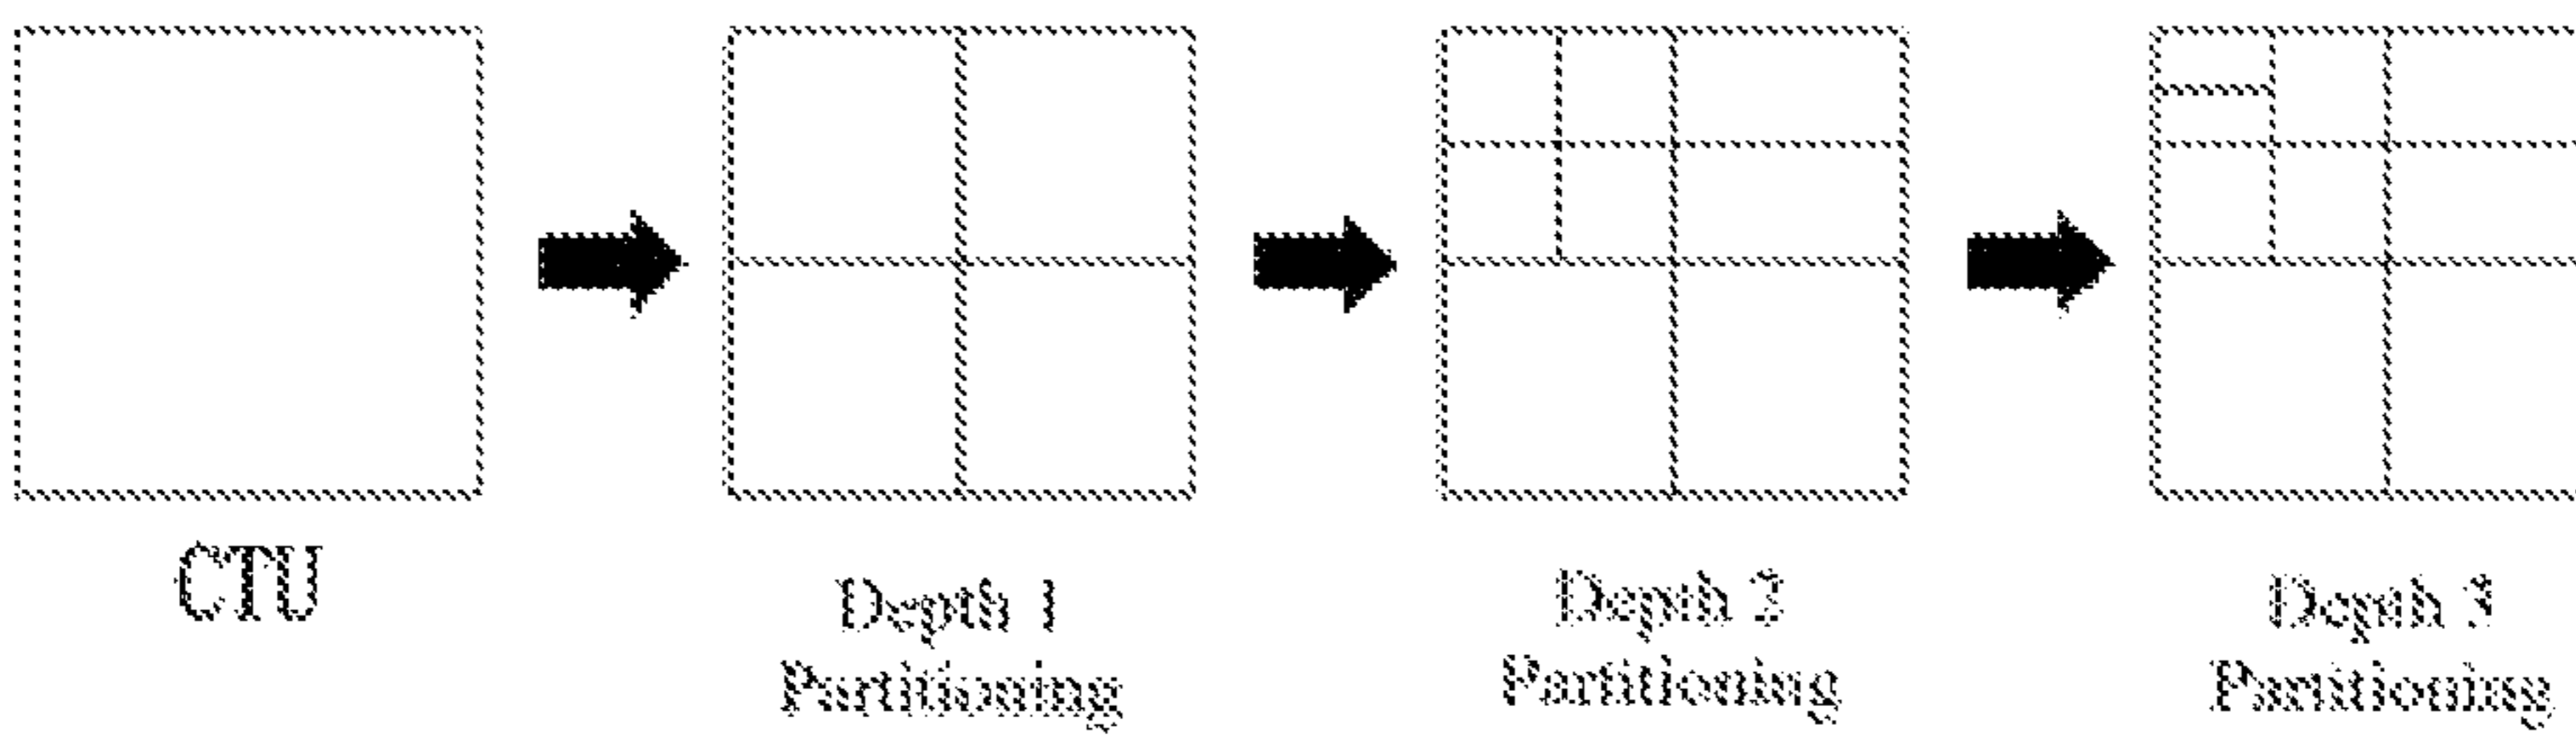 CTU
Depth 1
Partitioning
Depth 2
Partitioning
Depth 3
Partitioning